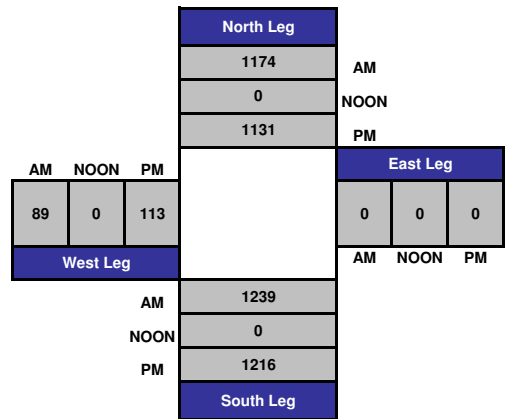 North Leg
1174 AM
0 NOON
1131 PM
AM NOON PM
East Leg
89 0 113
0 0 0
West Leg
AM NOON PM
AM 1239
NOON 0
PM 1216
South Leg